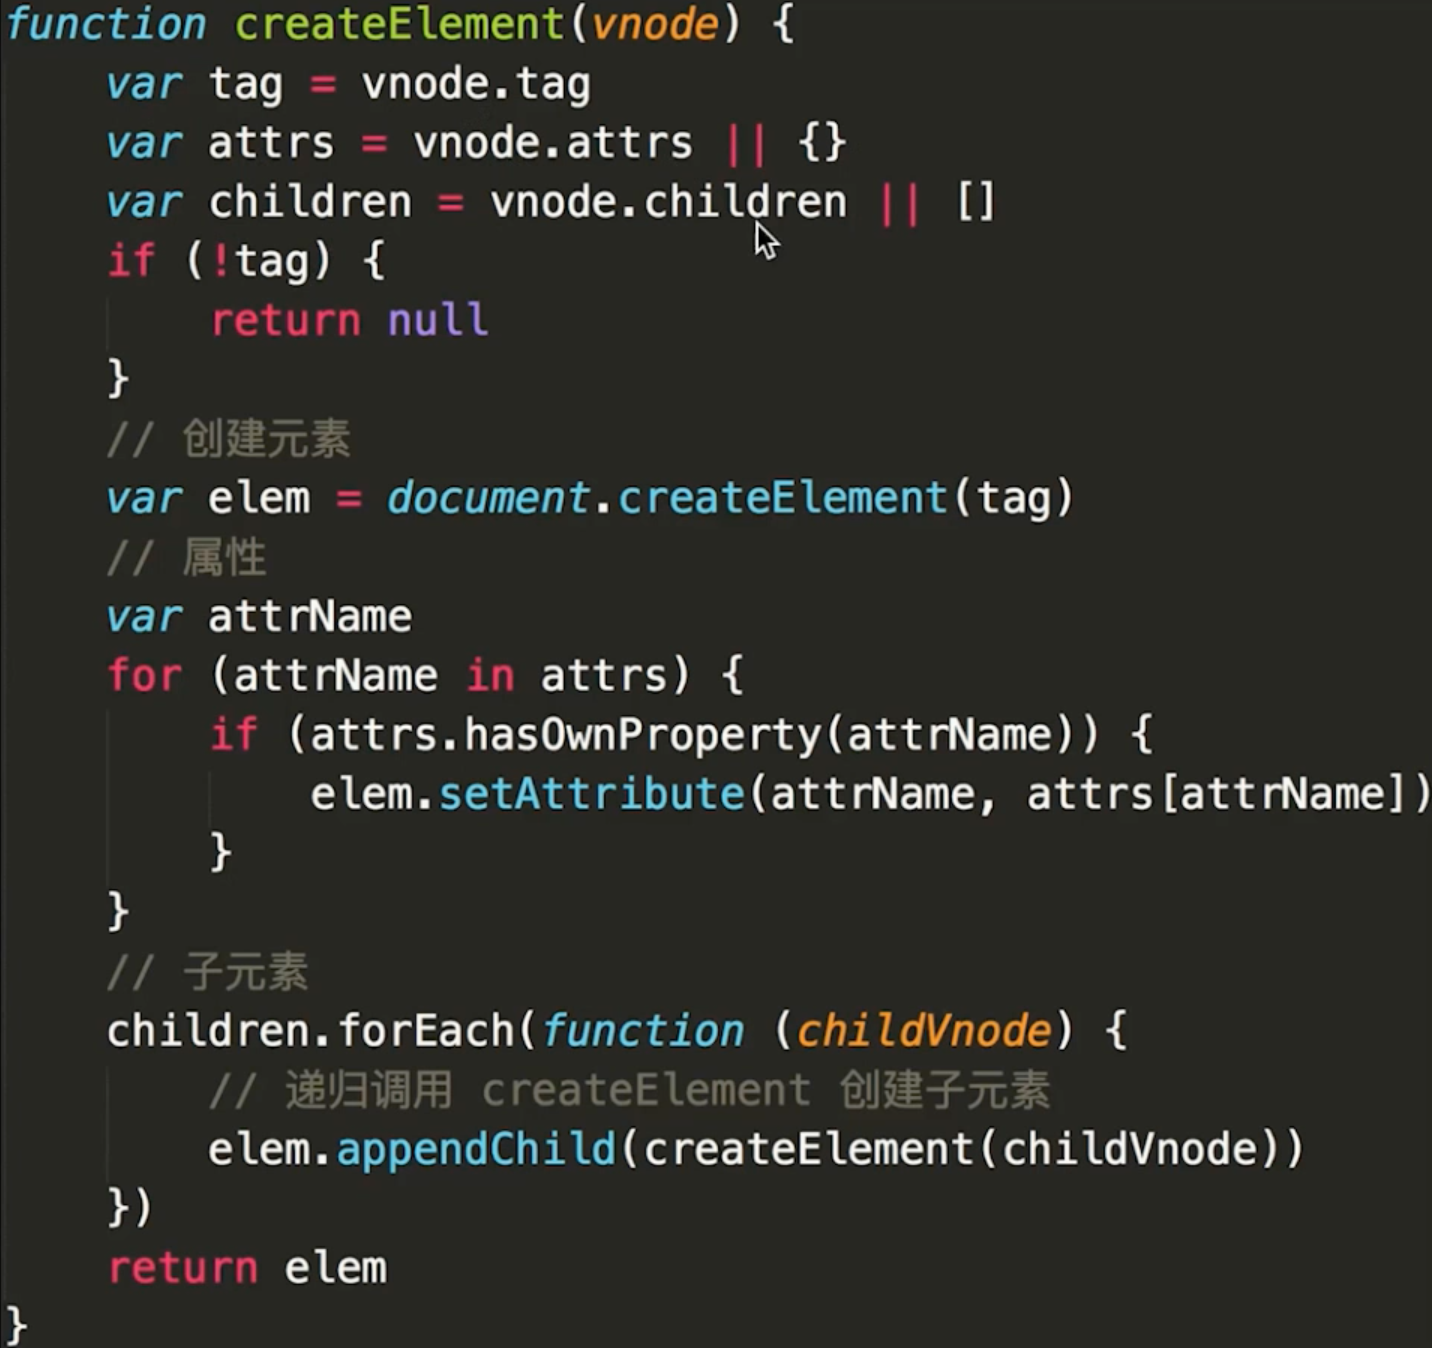 function createElement(vnode) {
    var tag = vnode.tag
    var attrs = vnode.attrs || {}
    var children = vnode.children || []
    if (!tag) {
        return null
    }
    // 创建元素
    var elem = document.createElement(tag)
    // 属性
    var attrName
    for (attrName in attrs) {
        if (attrs.hasOwnProperty(attrName)) {
            elem.setAttribute(attrName, attrs[attrName])
        }
    }
    // 子元素
    children.forEach(function (childVnode) {
        // 递归调用 createElement 创建子元素
        elem.appendChild(createElement(childVnode))
    })
    return elem
}